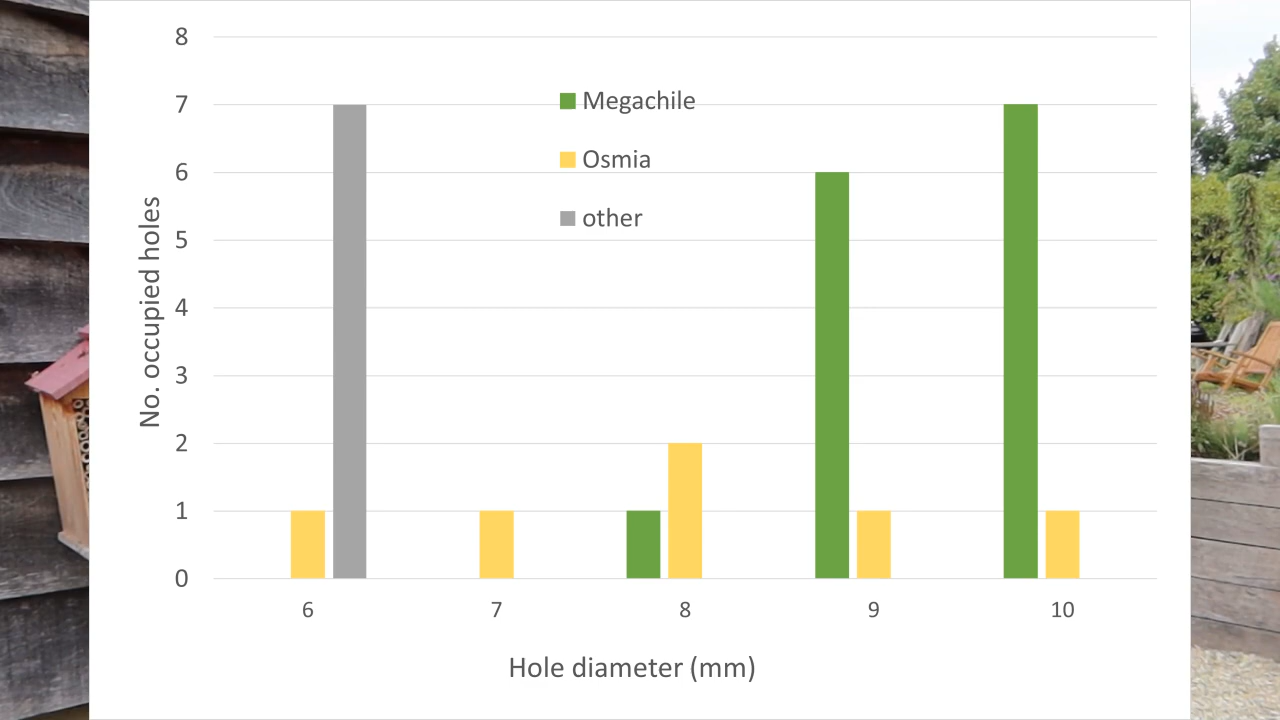 8
7
6
5
4
3
2
1
0
No. occupied holes
Megachile
Osmia
other
6 7 8 9 10
Hole diameter (mm)